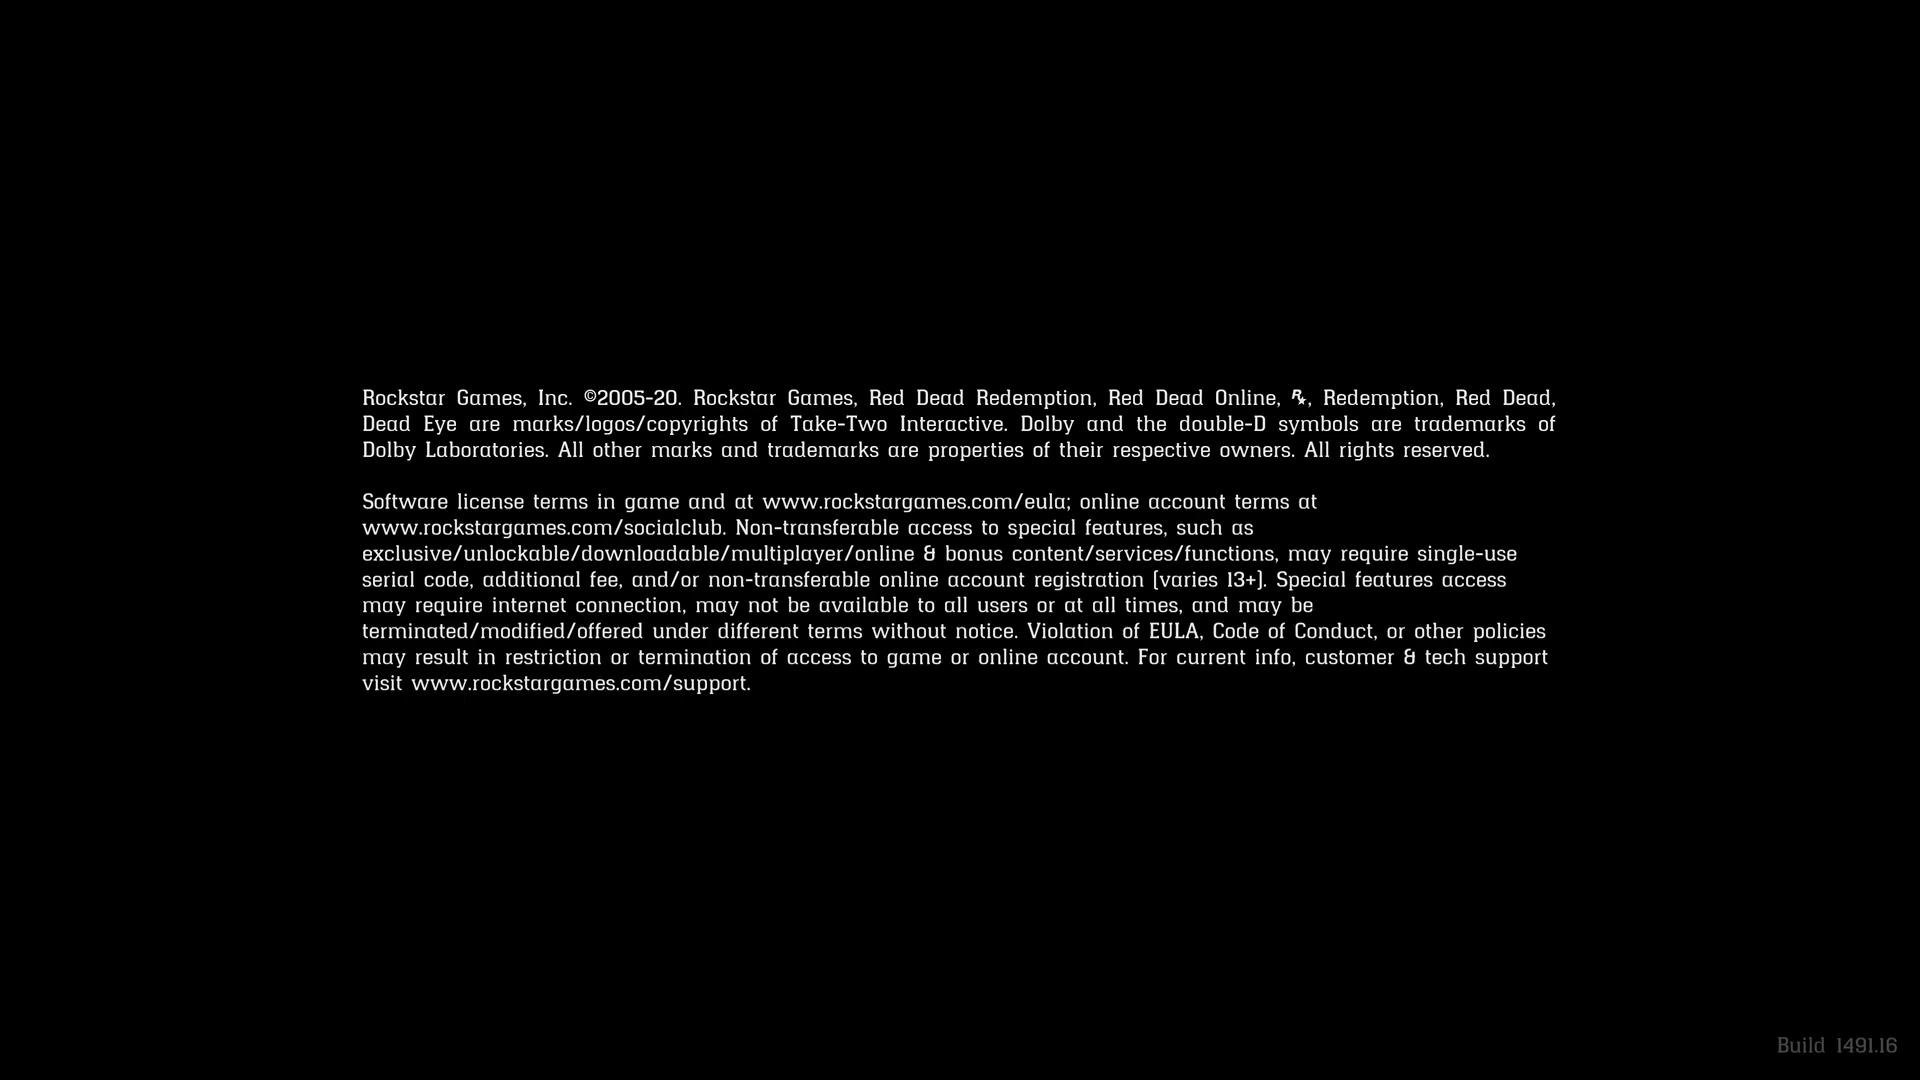 Rockstar Games, Inc. ©2005-20. Rockstar Games, Red Dead Redemption, Red Dead Online, R★, Redemption, Red Dead,
Dead Eye are marks/logos/copyrights of Take-Two Interactive. Dolby and the double-D symbols are trademarks of
Dolby Laboratories. All other marks and trademarks are properties of their respective owners. All rights reserved.
Software license terms in game and at www.rockstargames.com/eula; online account terms at
www.rockstargames.com/socialclub. Non-transferable access to special features, such as
exclusive/unlockable/downloadable/multiplayer/online & bonus content/services/functions, may require single-use
serial code, additional fee, and/or non-transferable online account registration (varies 13+). Special features access
may require internet connection, may not be available to all users or at all times, and may be
terminated/modified/offered under different terms without notice. Violation of EULA, Code of Conduct, or other policies
may result in restriction or termination of access to game or online account. For current info, customer & tech support
visit www.rockstargames.com/support.
Build 1491.16